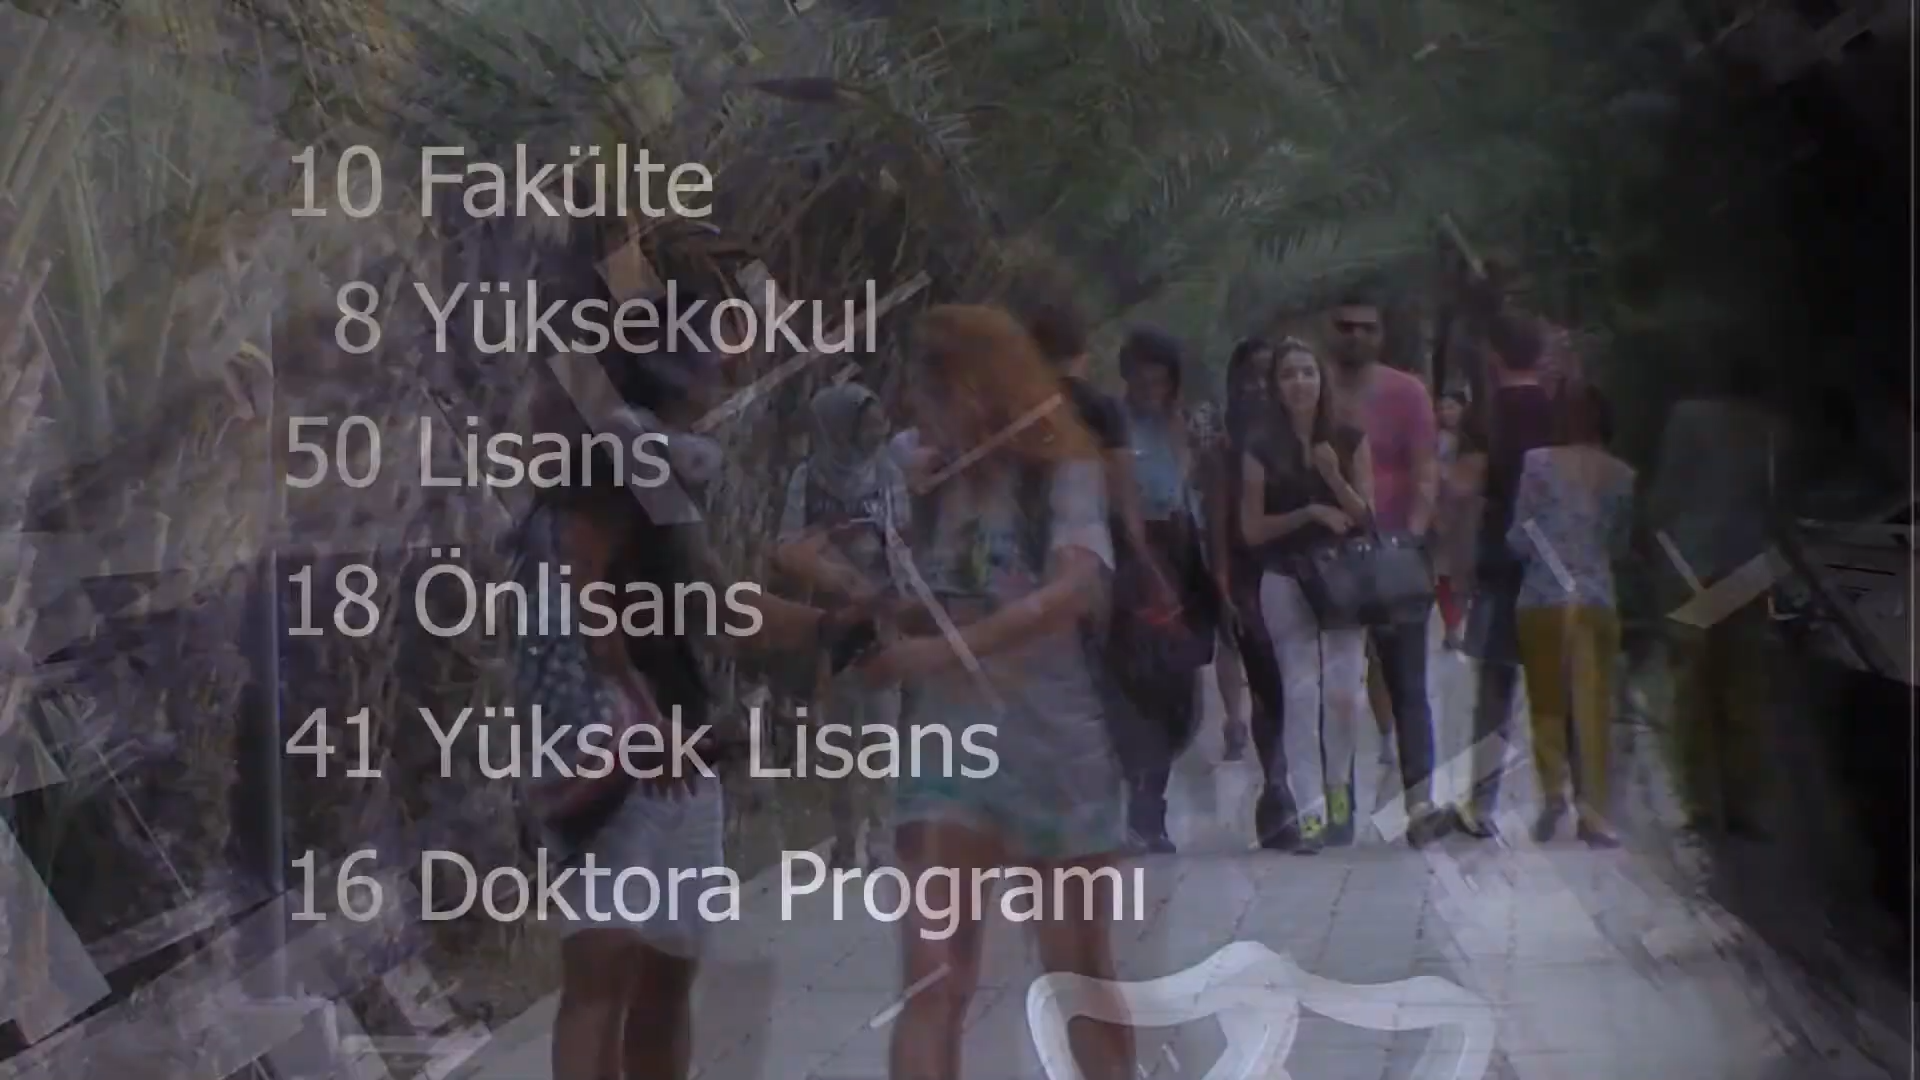 10 Fakülte
8 Yüksekokul
50 Lisans
18 Önlisans
41 Yüksek Lisans
16 Doktora Programı